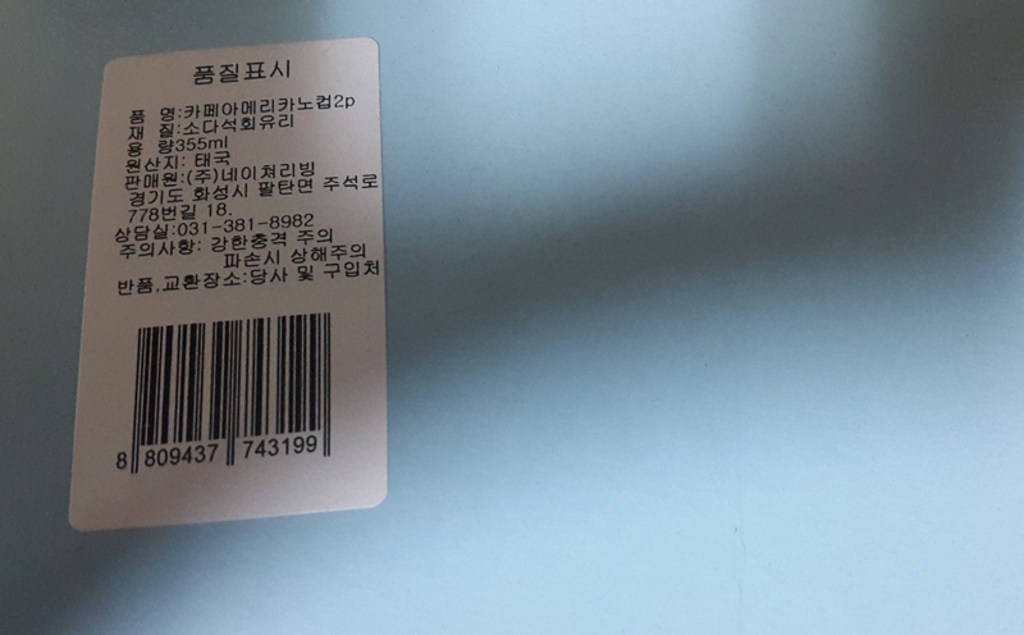 품질표시
품 명:카페아메리카노컵2p
재 질:소다석회유리
용 량355ml
원산지: 태국
판매원:(주)네이쳐리빙
경기도 화성시 팔탄면 주석로
778번길 18.
상담실:031-381-8982
주의사항: 강한충격 주의
파손시 상해주의
반품,교환장소:당사 및 구입처
8 809437 743199